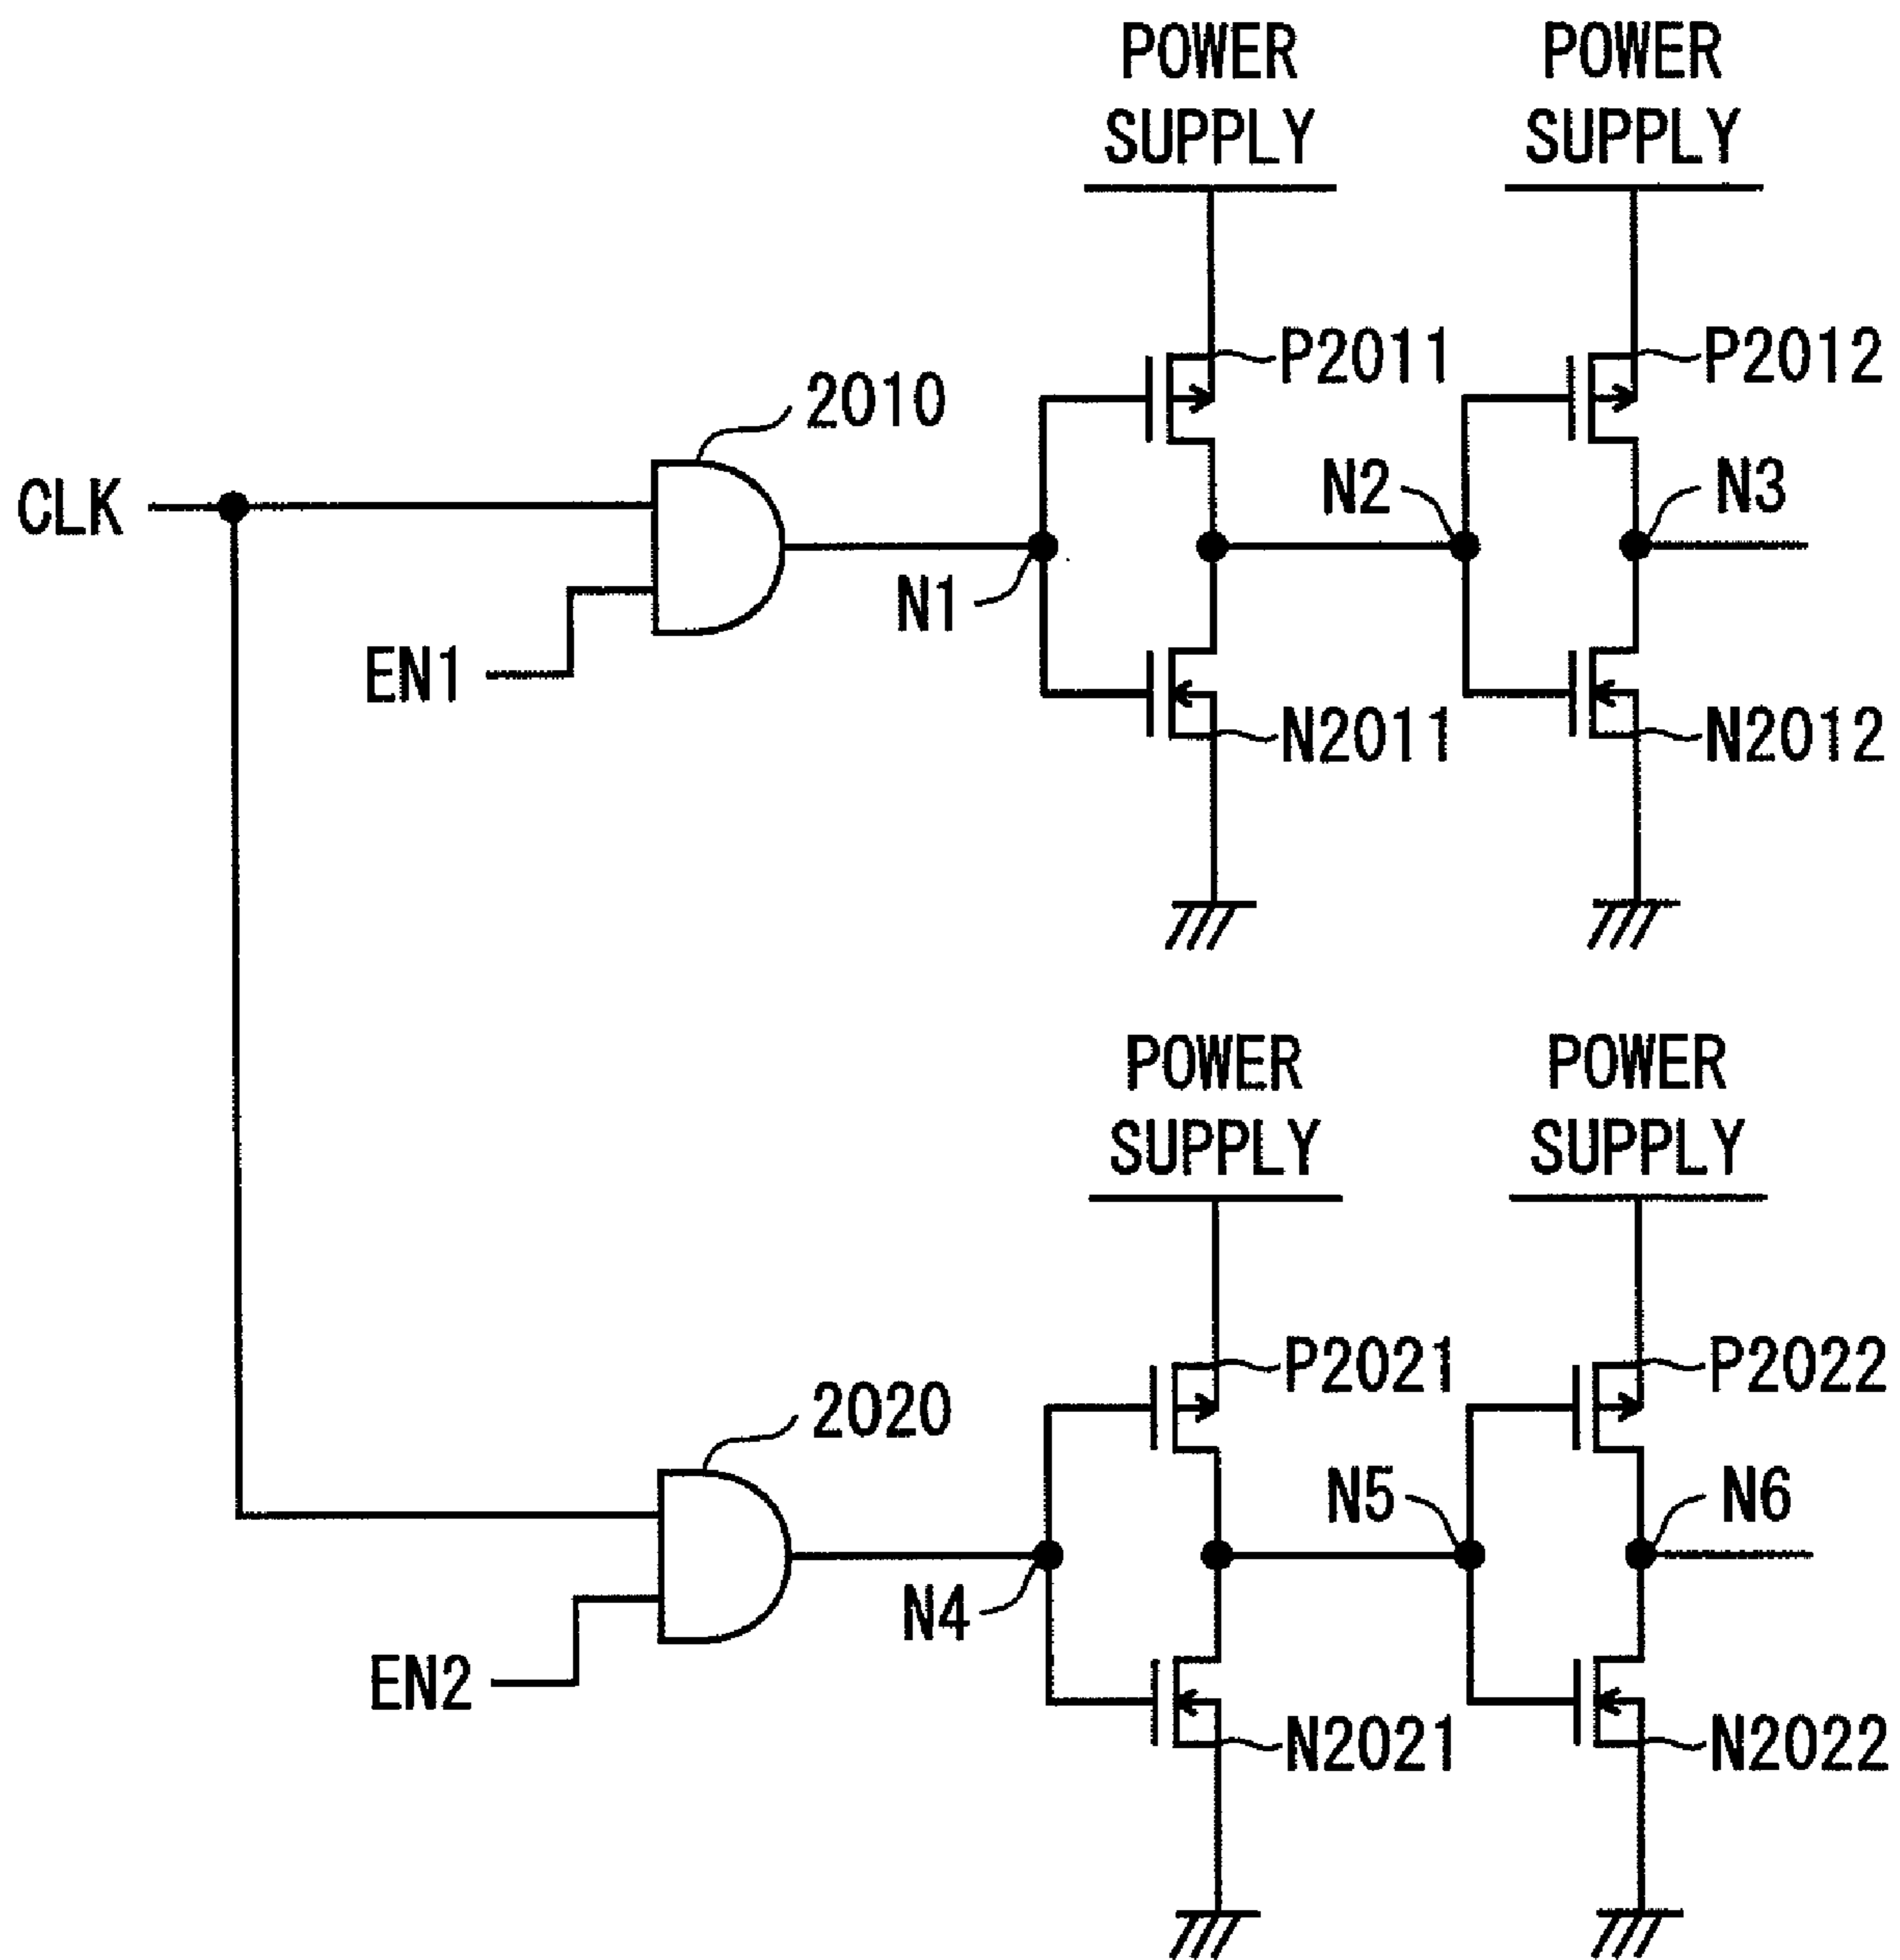 POWER
SUPPLY
POWER
SUPPLY
P2011
P2012
2010
CLK
N2
N3
N1
EN1
N2011
N2012
POWER
SUPPLY
POWER
SUPPLY
P2021
P2022
2020
N5
N6
N4
EN2
N2021
N2022